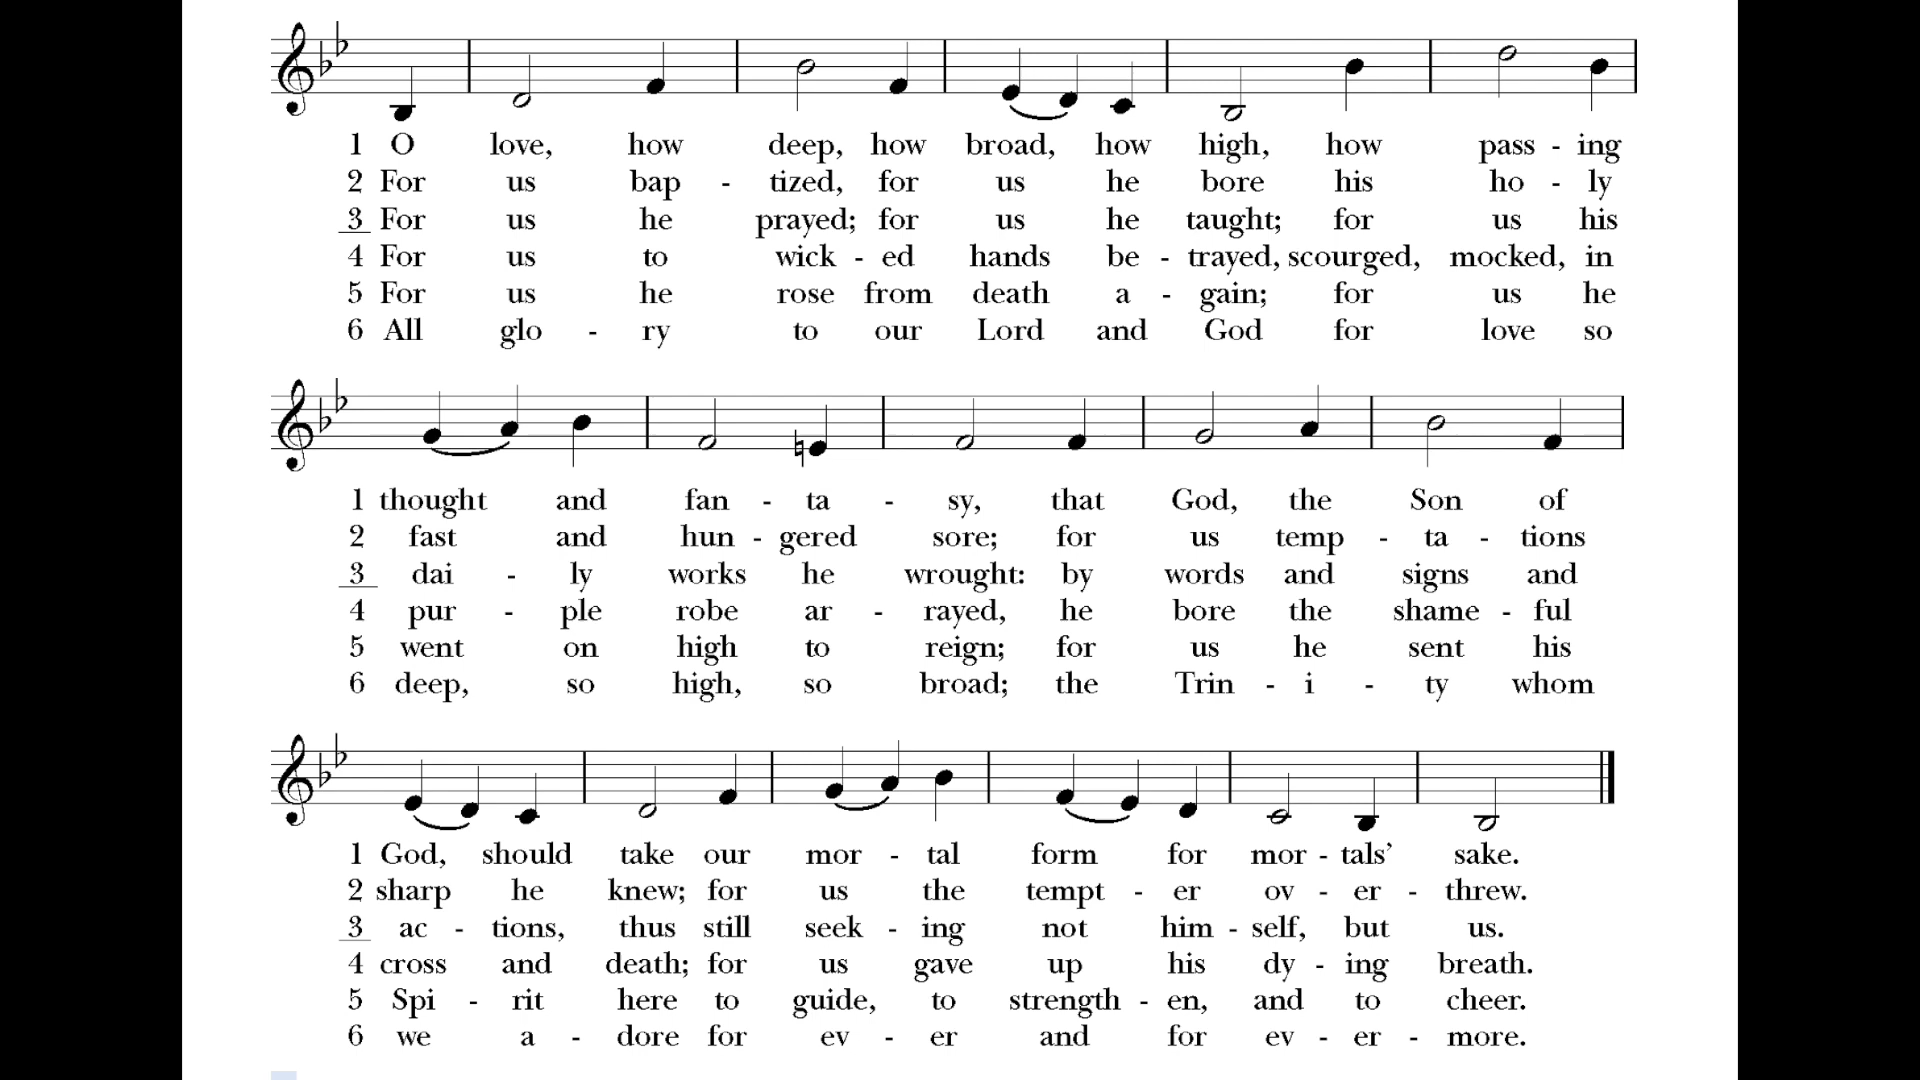 1 O love, how deep, how broad, how high, how pass - ing
2 For us bap - tized, for us he bore his ho - ly
3 For us he prayed; for us he taught; for us his
4 For us to wick - ed hands be - trayed, scourged, mocked, in
5 For us he rose from death a - gain; for us he
6 All glo - ry to our Lord and God for love so
1 thought and fan - ta - sy, that God, the Son of
2 fast and hun - gered sore; for us temp - ta - tions
3 dai - ly works he wrought: by words and signs and
4 pur - ple robe ar - rayed, he bore the shame - ful
5 went on high to reign; for us he sent his
6 deep, so high, so broad; the Trin - i - ty whom
1 God, should take our mor - tal form for mor - tals' sake.
2 sharp he knew; for us the tempt - er ov - er - threw.
3 ac - tions, thus still seek - ing not him - self, but us.
4 cross and death; for us gave up his dy - ing breath.
5 Spi - rit here to guide, to strength - en, and to cheer.
6 we a - dore for ev - er and for ev - er - more.